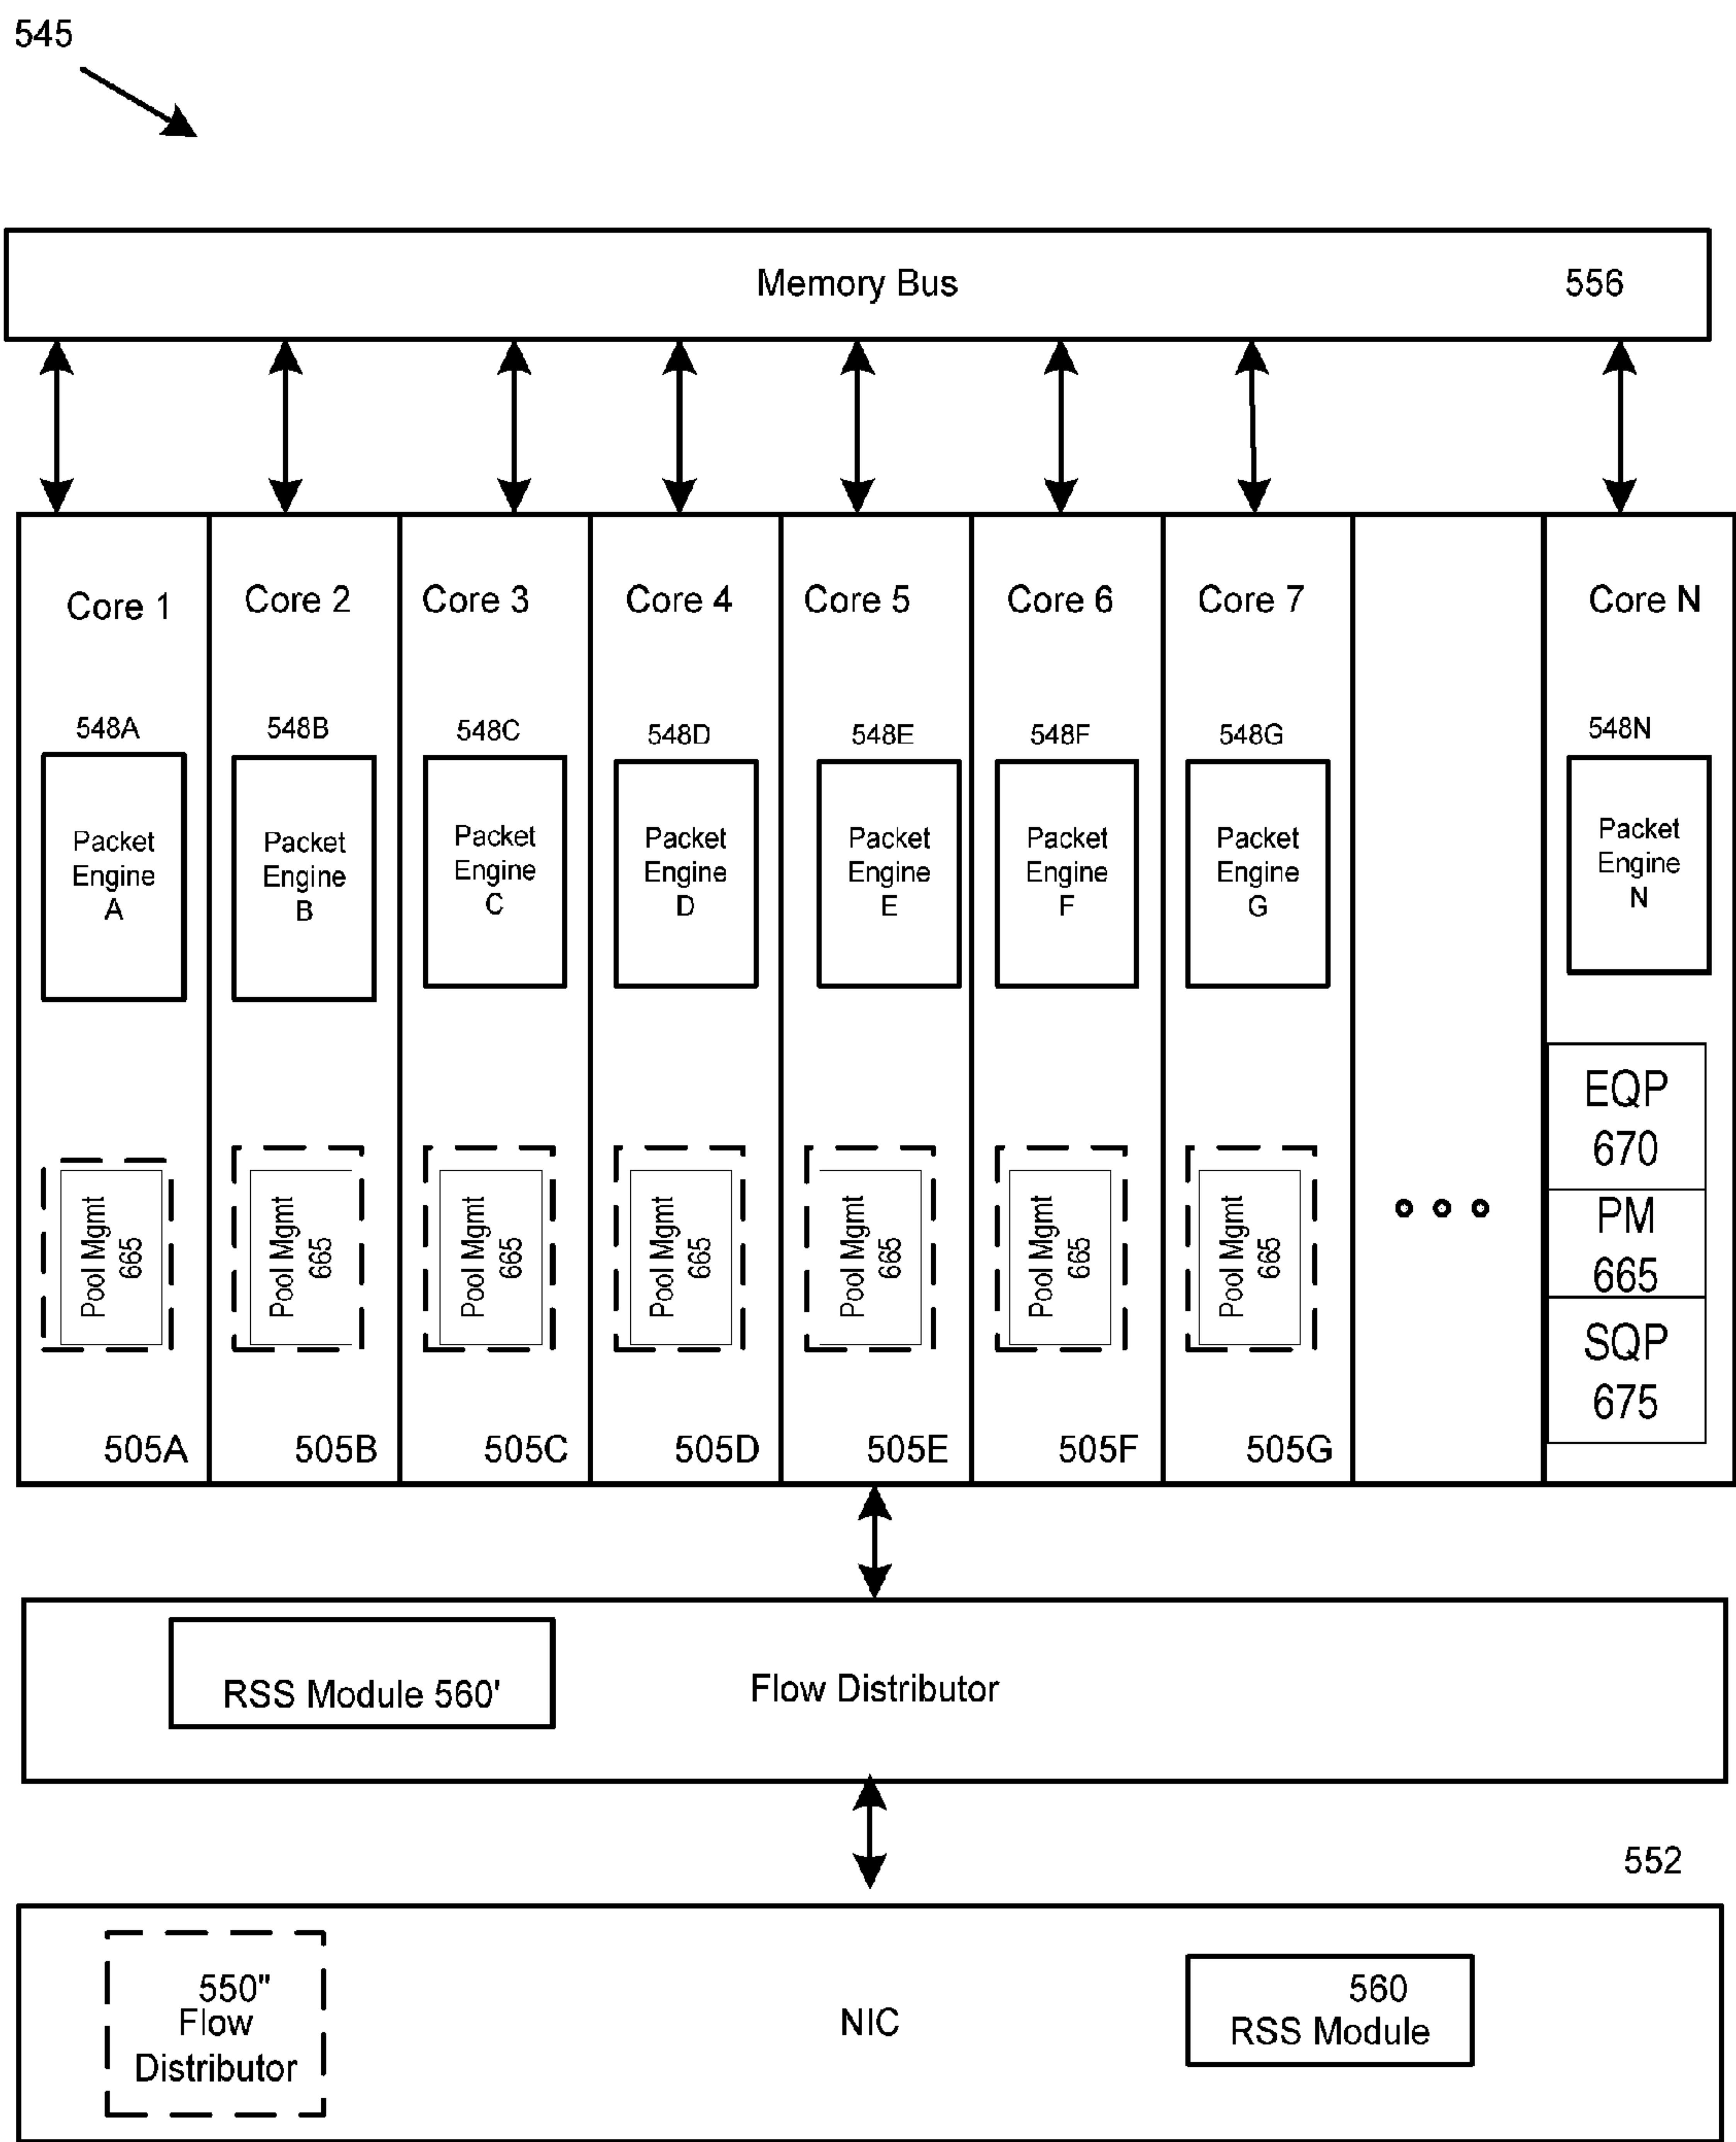 545
Memory Bus
556
Core 1
Core 2
Core 3
Core 4
Core 5
Core 6
Core 7
Core N
548A
548B
548C
548D
548E
548F
548G
548N
Packet
Engine
A
Packet
Engine
B
Packet
Engine
C
Packet
Engine
D
Packet
Engine
E
Packet
Engine
F
Packet
Engine
G
Packet
Engine
N
Pool Mgmt
665
Pool Mgmt
665
Pool Mgmt
665
Pool Mgmt
665
Pool Mgmt
665
Pool Mgmt
665
Pool Mgmt
665
EQP
670
PM
665
SQP
675
505A
505B
505C
505D
505E
505F
505G
RSS Module 560'
Flow Distributor
552
550"
Flow
Distributor
NIC
560
RSS Module